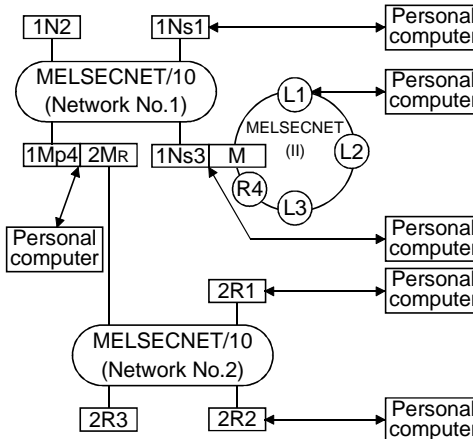 1N2
1Ns1
Personal
computer
MELSECNET/10
(Network No.1)
L1
Personal
computer
MELSECNET
(II)
L2
1Mp4
2MR
1Ns3
M
R4
L3
Personal
computer
Personal
computer
2R1
Personal
computer
MELSECNET/10
(Network No.2)
2R3
2R2
Personal
computer